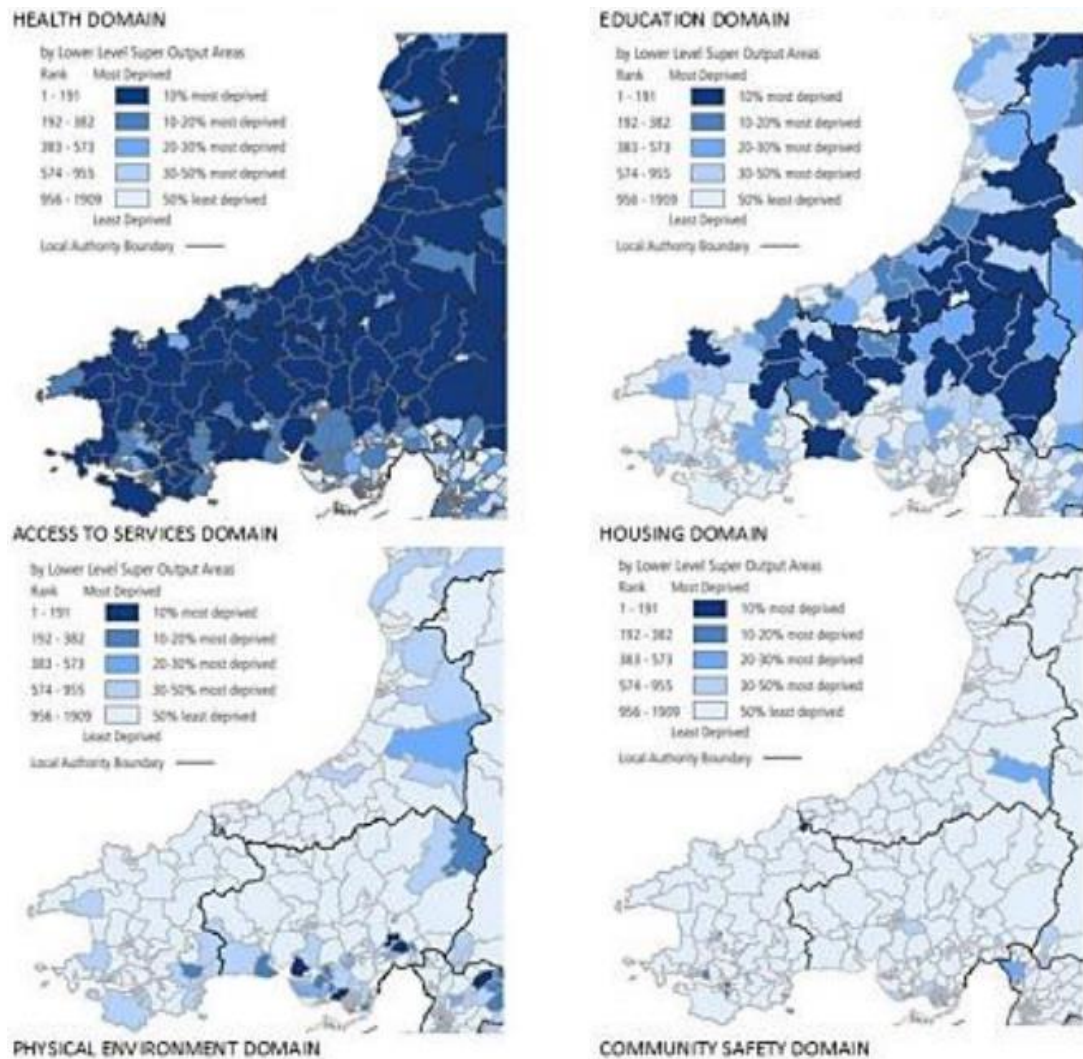 HEALTH DOMAIN
by Lower Level Super Output Areas
Rank Most Deprived
1 - 191 10% most deprived
192 - 382 10-20% most deprived
383 - 573 20-30% most deprived
574 - 955 30-50% most deprived
956 - 1909 50% least deprived
Least Deprived
Local Authority Boundary
EDUCATION DOMAIN
by Lower Level Super Output Areas
Rank Most Deprived
1 - 191 10% most deprived
192 - 382 10-20% most deprived
383 - 573 20-30% most deprived
574 - 955 30-50% most deprived
956 - 1909 50% least deprived
Least Deprived
Local Authority Boundary
ACCESS TO SERVICES DOMAIN
by Lower Level Super Output Areas
Rank Most Deprived
1 - 191 10% most deprived
192 - 382 10-20% most deprived
383 - 573 20-30% most deprived
574 - 955 30-50% most deprived
956 - 1909 50% least deprived
Least Deprived
Local Authority Boundary
HOUSING DOMAIN
by Lower Level Super Output Areas
Rank Most Deprived
1 - 191 10% most deprived
192 - 382 10-20% most deprived
383 - 573 20-30% most deprived
574 - 955 30-50% most deprived
956 - 1909 50% least deprived
Least Deprived
Local Authority Boundary
PHYSICAL ENVIRONMENT DOMAIN
COMMUNITY SAFETY DOMAIN